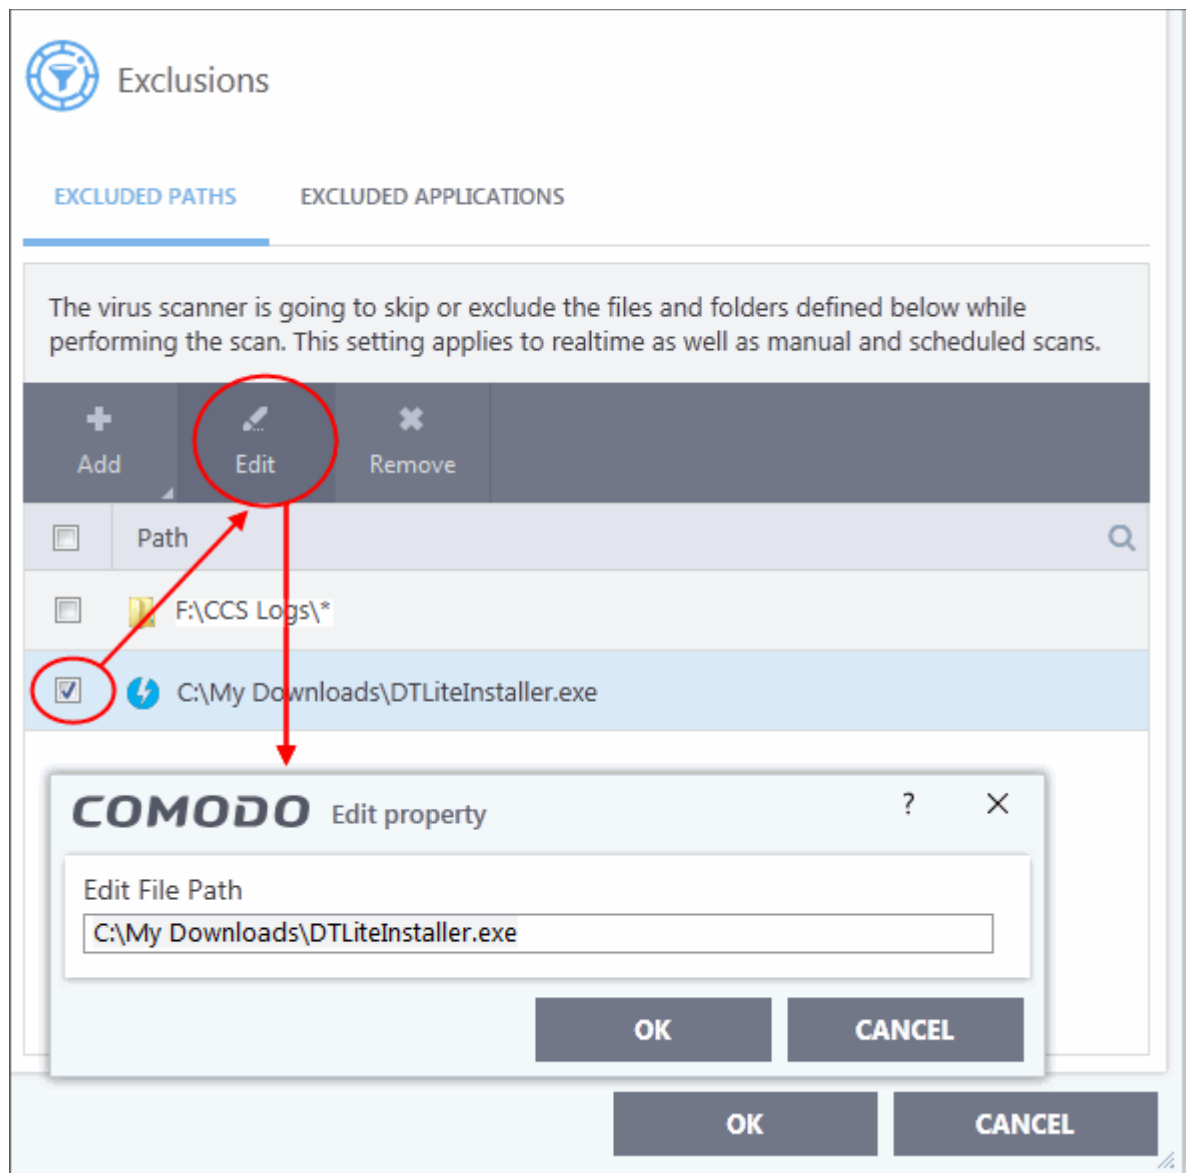 Exclusions
EXCLUDED PATHS EXCLUDED APPLICATIONS
The virus scanner is going to skip or exclude the files and folders defined below while
performing the scan. This setting applies to realtime as well as manual and scheduled scans.
Add Edit Remove
Path
F:\CCS Logs\*
C:\My Downloads\DTLiteInstaller.exe
COMODO Edit property ?
Edit File Path
C:\My Downloads\DTLiteInstaller.exe
OK CANCEL
OK CANCEL